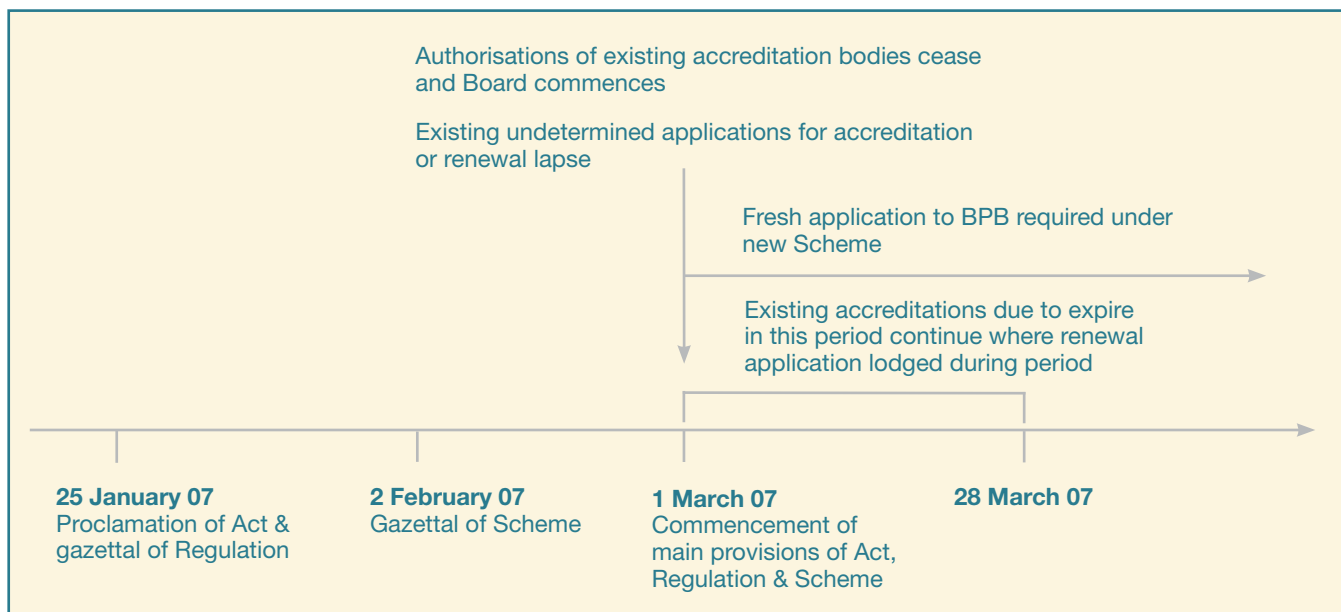 Authorisations of existing accreditation bodies cease
and Board commences
Existing undetermined applications for accreditation
or renewal lapse
Fresh application to BPB required under
new Scheme
Existing accreditations due to expire
in this period continue where renewal
application lodged during period
25 January 07
Proclamation of Act &
gazettal of Regulation
2 February 07
Gazettal of Scheme
1 March 07
Commencement of
main provisions of Act,
Regulation & Scheme
28 March 07